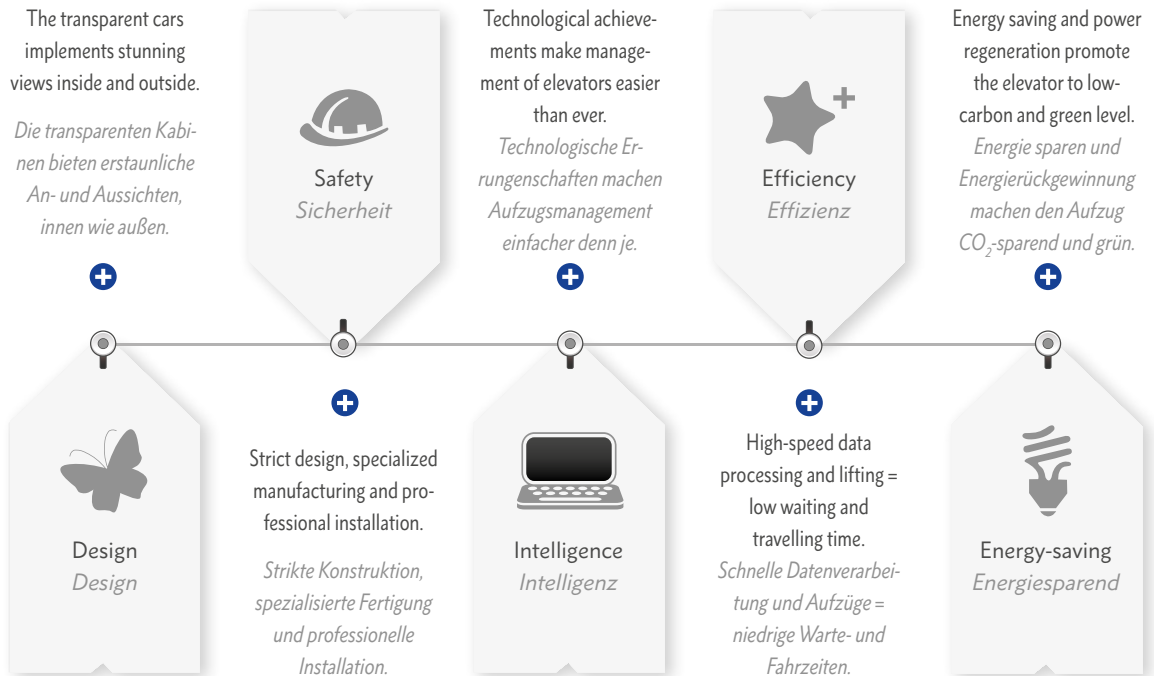 The transparent cars
implements stunning
views inside and outside.
Die transparenten Kabi-
nen bieten erstaunliche
An- und Aussichten,
innen wie außen.
Design
Design
Safety
Sicherheit
Strict design, specialized
manufacturing and pro-
fessional installation.
Strikte Konstruktion,
spezialisierte Fertigung
und professionelle
Installation.
Technological achieve-
ments make manage-
ment of elevators easier
than ever.
Technologische Er-
rungenschaften machen
Aufzugsmanagement
einfacher denn je.
Intelligence
Intelligenz
Efficiency
Effizienz
High-speed data
processing and lifting =
low waiting and
travelling time.
Schnelle Datenverarbei-
tung und Aufzüge =
niedrige Warte- und
Fahrzeiten.
Energy saving and power
regeneration promote
the elevator to low-
carbon and green level.
Energie sparen und
Energierückgewinnung
machen den Aufzug
CO₂-sparend und grün.
Energy-saving
Energiesparend